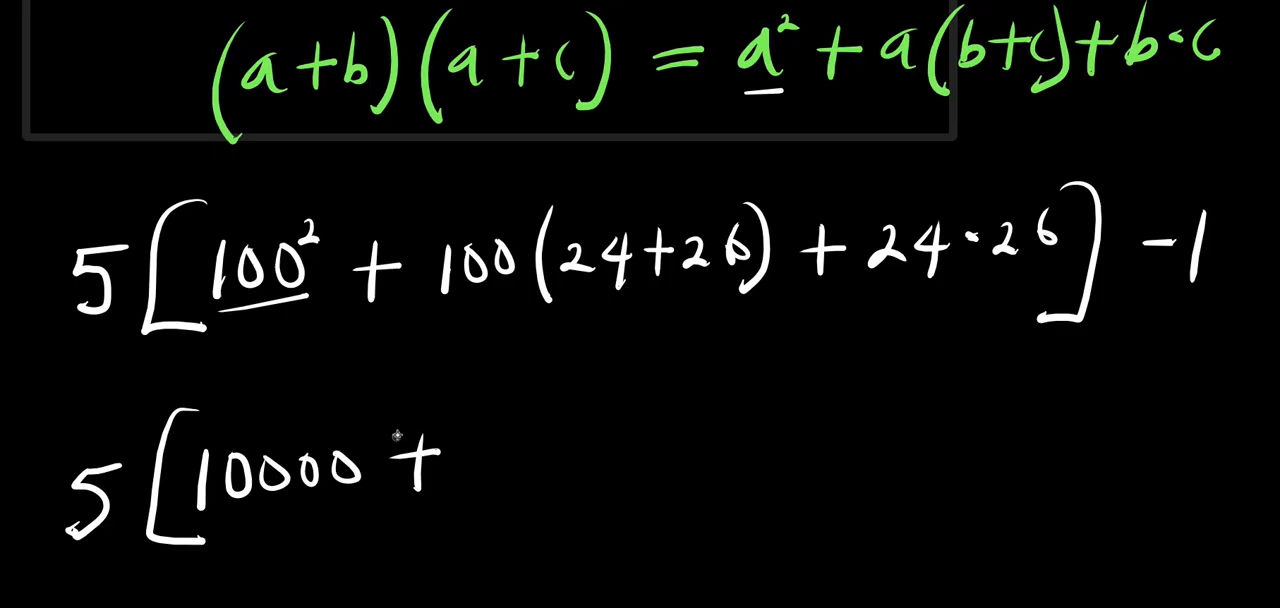 (a+b)(a+c) = a² + a(b+c)+b·c
5[100² + 100(24+26) + 24·26] -1
5[10000 +